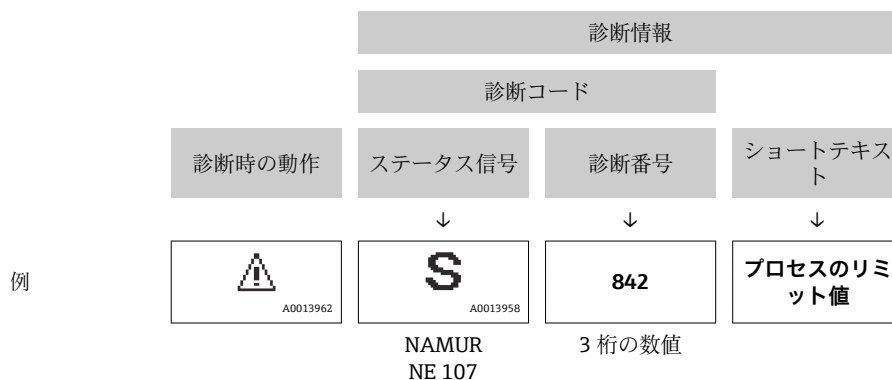 診断情報
診断コード
診断時の動作
ステータス信号
診断番号
ショートテキス
ト
↓
↓
↓
例
A0013962
S
A0013958
842
プロセスのリミ
ット値
NAMUR
NE 107
3 桁の数値